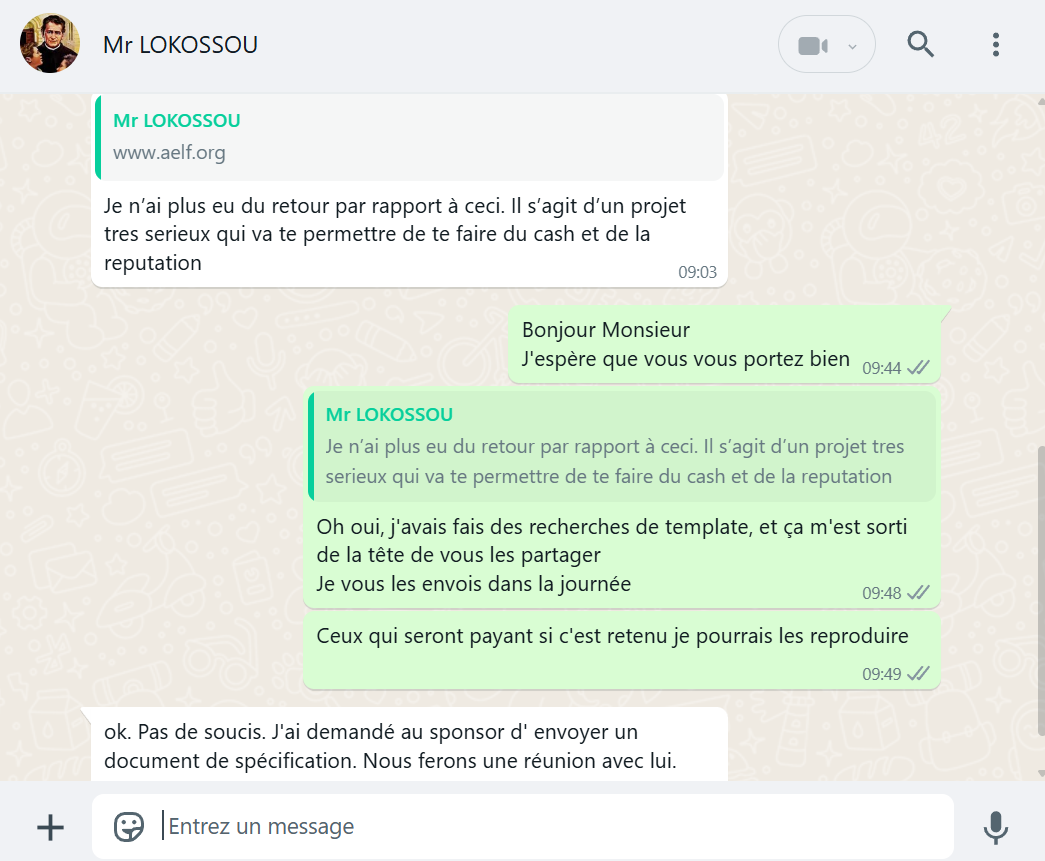 Mr LOKOSSOU
Mr LOKOSSOU
www.aelf.org
Je n’ai plus eu du retour par rapport à ceci. Il s’agit d’un projet
tres serieux qui va te permettre de te faire du cash et de la
reputation
09:03
Bonjour Monsieur
J'espère que vous vous portez bien
09:44
Mr LOKOSSOU
Je n’ai plus eu du retour par rapport à ceci. Il s’agit d’un projet tres
serieux qui va te permettre de te faire du cash et de la reputation
Oh oui, j'avais fais des recherches de template, et ça m'est sorti
de la tête de vous les partager
Je vous les envois dans la journée
09:48
Ceux qui seront payant si c'est retenu je pourrais les reproduire
09:49
ok. Pas de soucis. J'ai demandé au sponsor d' envoyer un
document de spécification. Nous ferons une réunion avec lui.
Entrez un message